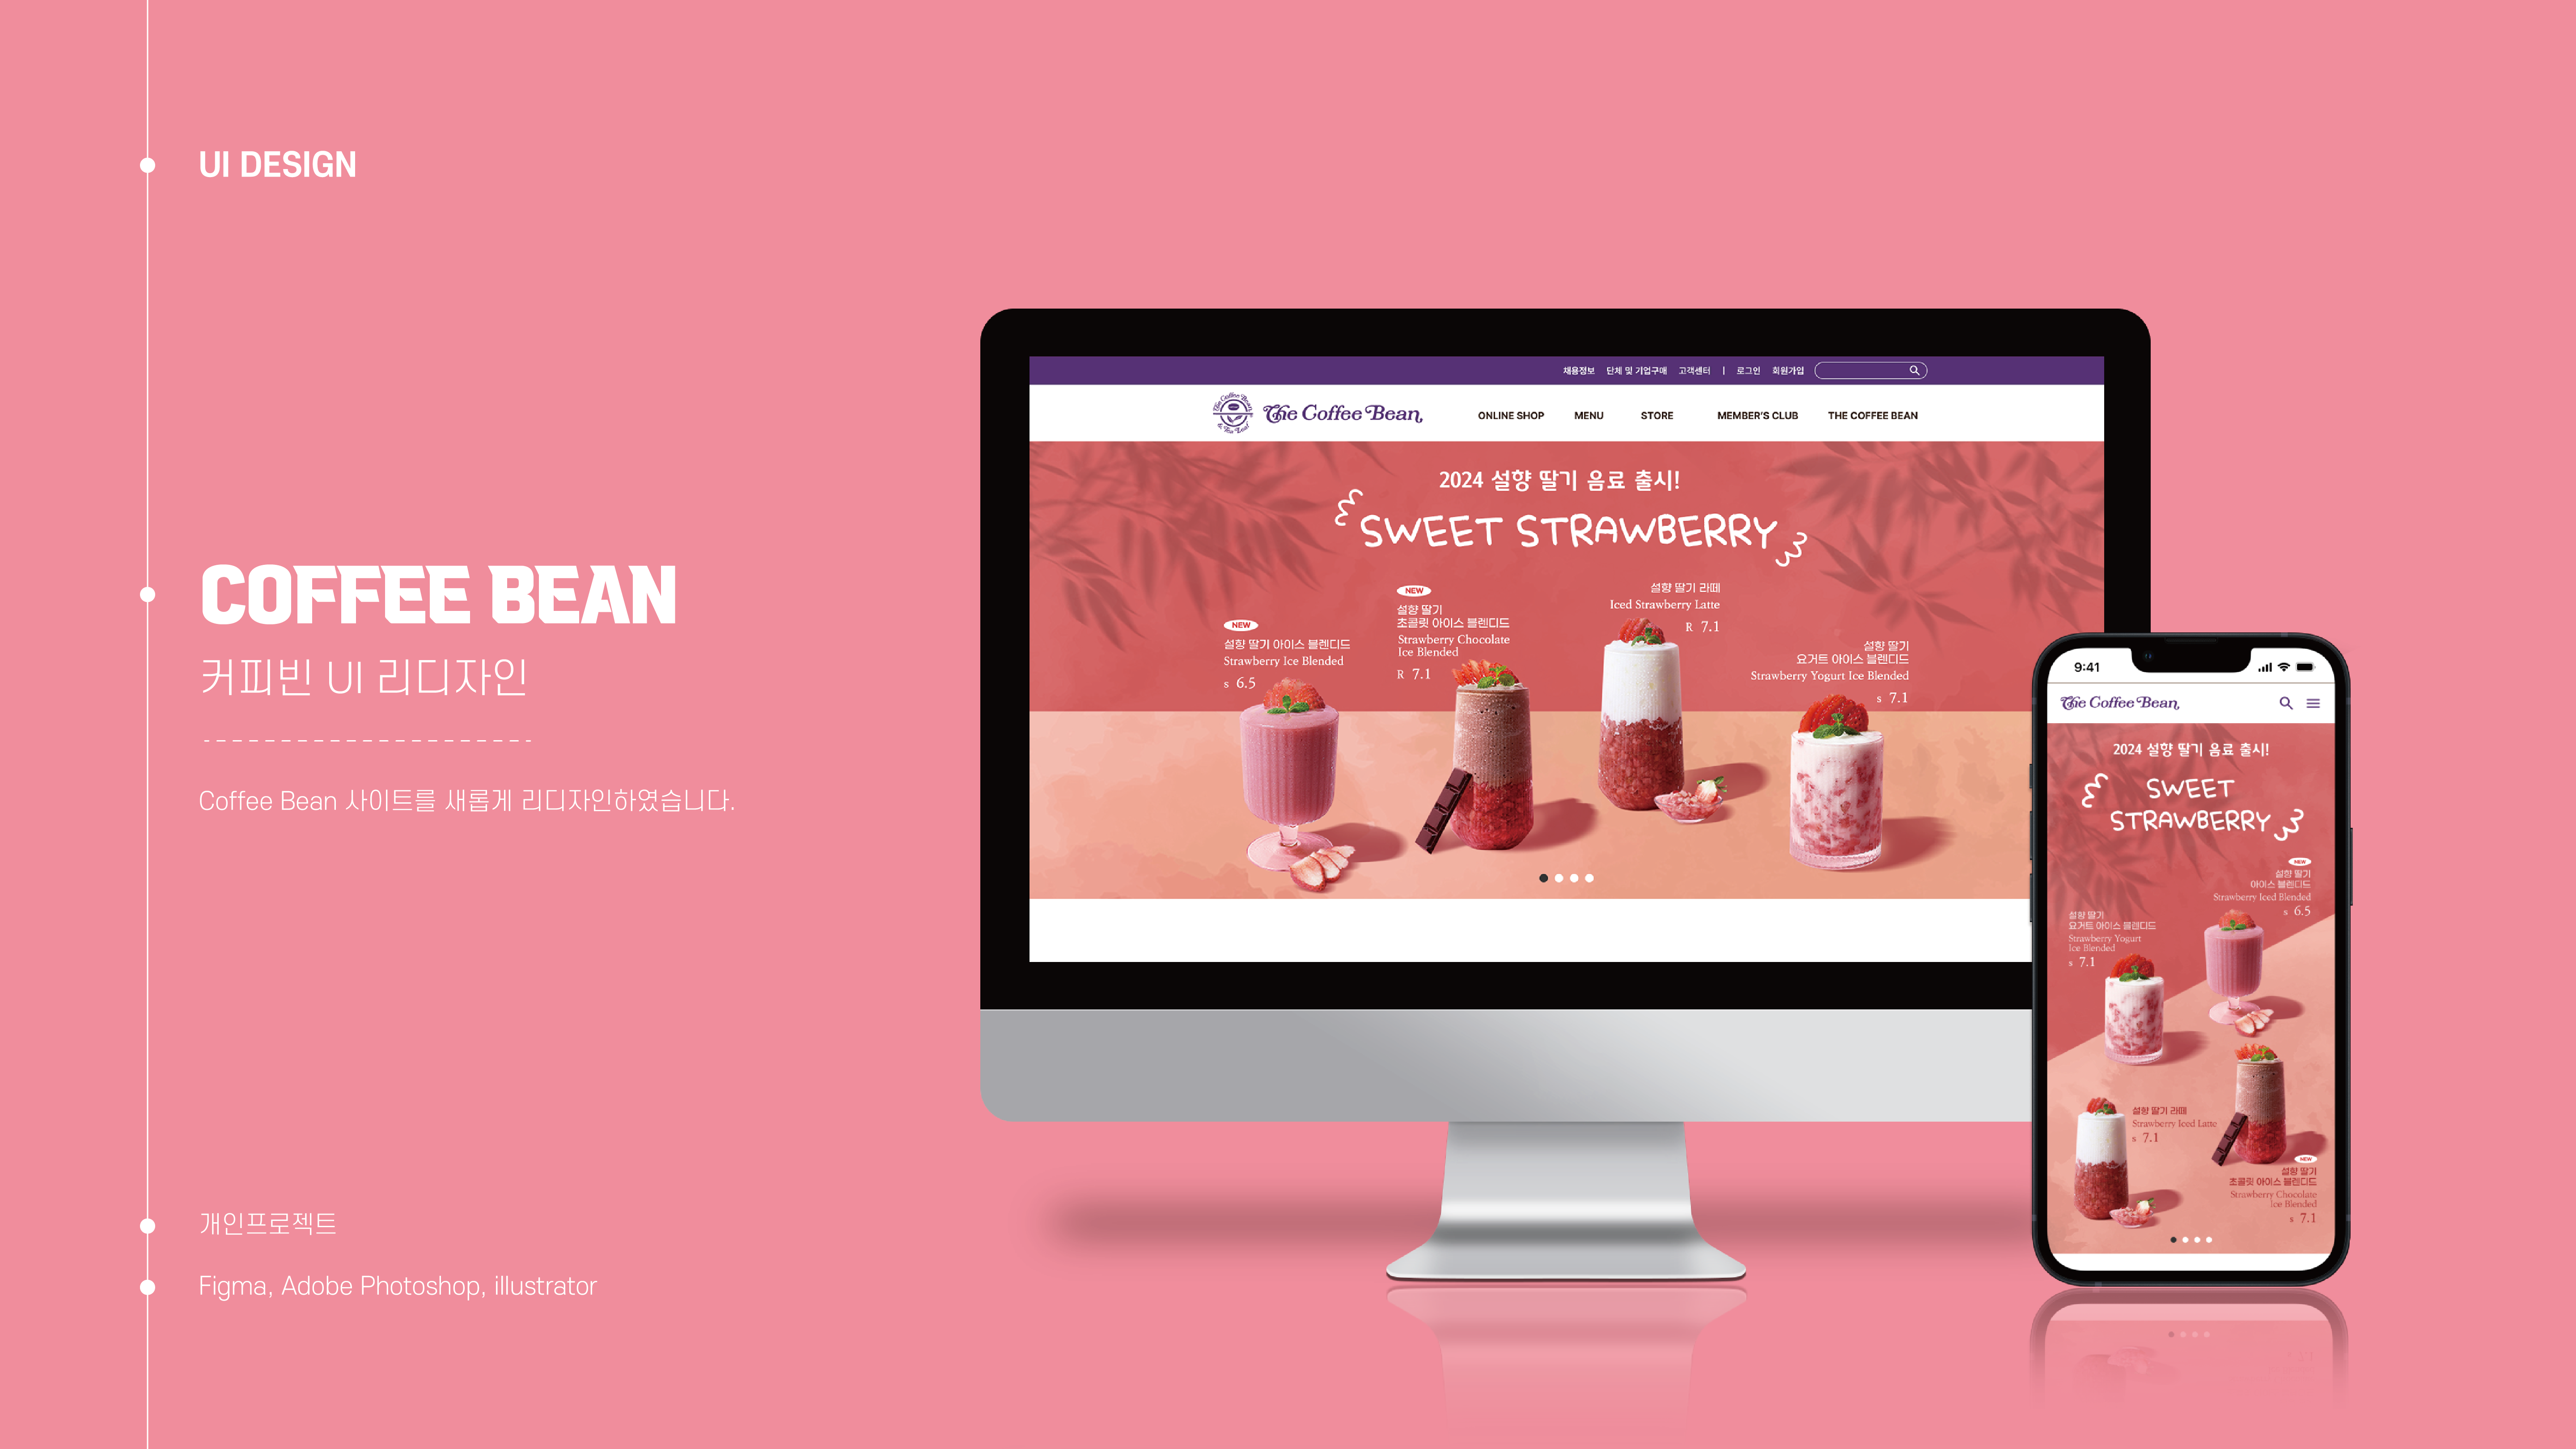 UI DESIGN
COFFEE BEAN
커피빈 UI 리디자인
Coffee Bean 사이트를 새롭게 리디자인하였습니다.
개인프로젝트
Figma, Adobe Photoshop, illustrator
채용정보 단체 및 기업구매 고객센터 | 로그인 회원가입
The Coffee Bean
& Tea Leaf
The Coffee Bean
ONLINE SHOP MENU STORE MEMBER'S CLUB THE COFFEE BEAN
2024 설향 딸기 음료 출시!
SWEET STRAWBERRY
NEW
설향 딸기 아이스 블렌디드
Strawberry Ice Blended
S 6.5
NEW
설향 딸기
초콜릿 아이스 블렌디드
Strawberry Chocolate
Ice Blended
R 7.1
설향 딸기 라떼
Iced Strawberry Latte
R 7.1
설향 딸기
요거트 아이스 블렌디드
Strawberry Yogurt Ice Blended
S 7.1
9:41
The Coffee Bean
2024 설향 딸기 음료 출시!
SWEET
STRAWBERRY
NEW
설향 딸기
아이스 블렌디드
Strawberry Iced Blended
S 6.5
설향 딸기
요거트 아이스 블렌디드
Strawberry Yogurt
Ice Blended
S 7.1
설향 딸기 라떼
Strawberry Iced Latte
S 7.1
NEW
설향 딸기
초콜릿 아이스 블렌디드
Strawberry Chocolate
Ice Blended
S 7.1